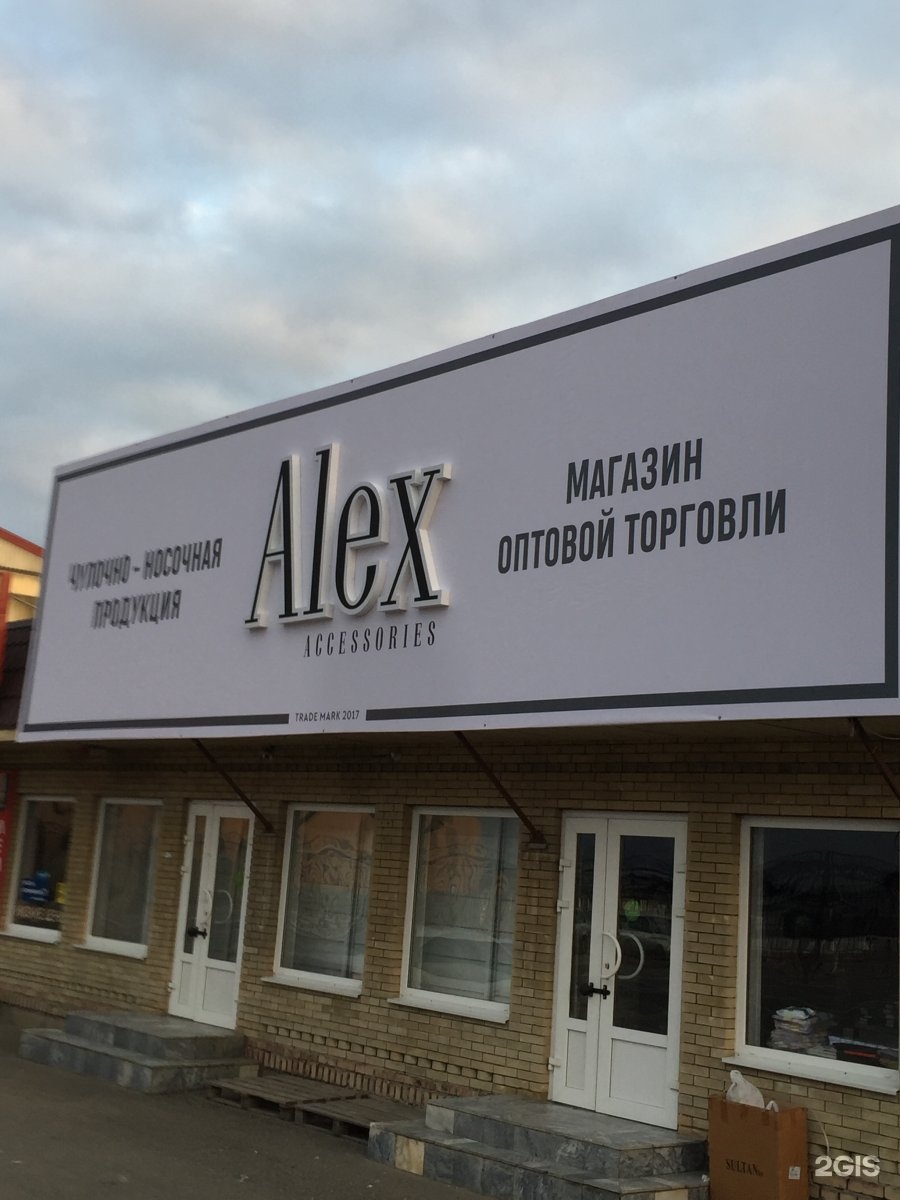 ЧУЛОЧНО - НОСОЧНАЯ
ПРОДУКЦИЯ
Alex
ACCESSORIES
МАГАЗИН
ОПТОВОЙ ТОРГОВЛИ
TRADE MARK 2017
SULTAN
2GIS